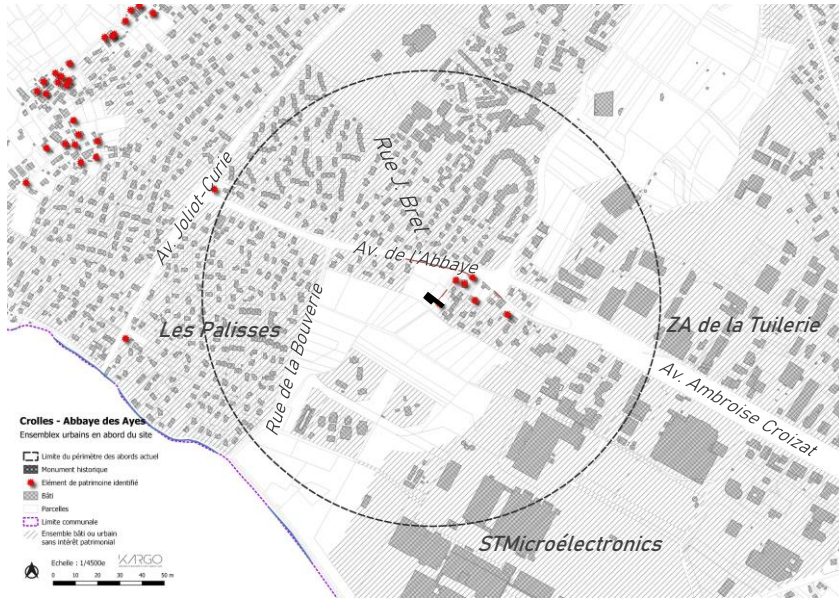 Av. Joliot-Curie
Rue J. Brel
Av. de l'Abbaye
Les Palisses
Rue de la Bouverie
ZA de la Tuilerie
Av. Ambroise Croizat
STMicroélectronics
Crolles - Abbaye des Ayes
Ensemblex urbains en abord du site
Limite du périmètre des abords actuel
Monument historique
Elément de patrimoine identifié
Bâti
Parcelles
Limite communale
Ensemble bâti ou urbain
sans intérêt patrimonial
Echelle : 1/4500e
KARGO
0 10 20 30 40 50 m